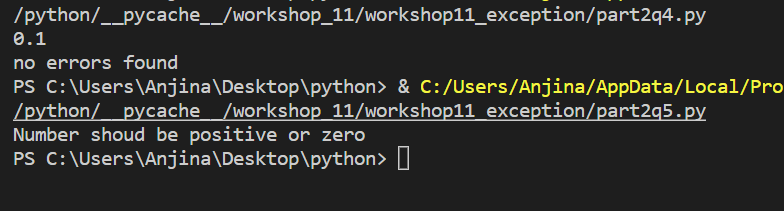 /python/__pycache__/workshop_11/workshop11_exception/part2q4.py
0.1
no errors found
PS C:\Users\Anjina\Desktop\python> & C:/Users/Anjina/AppData/Local/Pro
/python/__pycache__/workshop_11/workshop11_exception/part2q5.py
Number shoud be positive or zero
PS C:\Users\Anjina\Desktop\python>